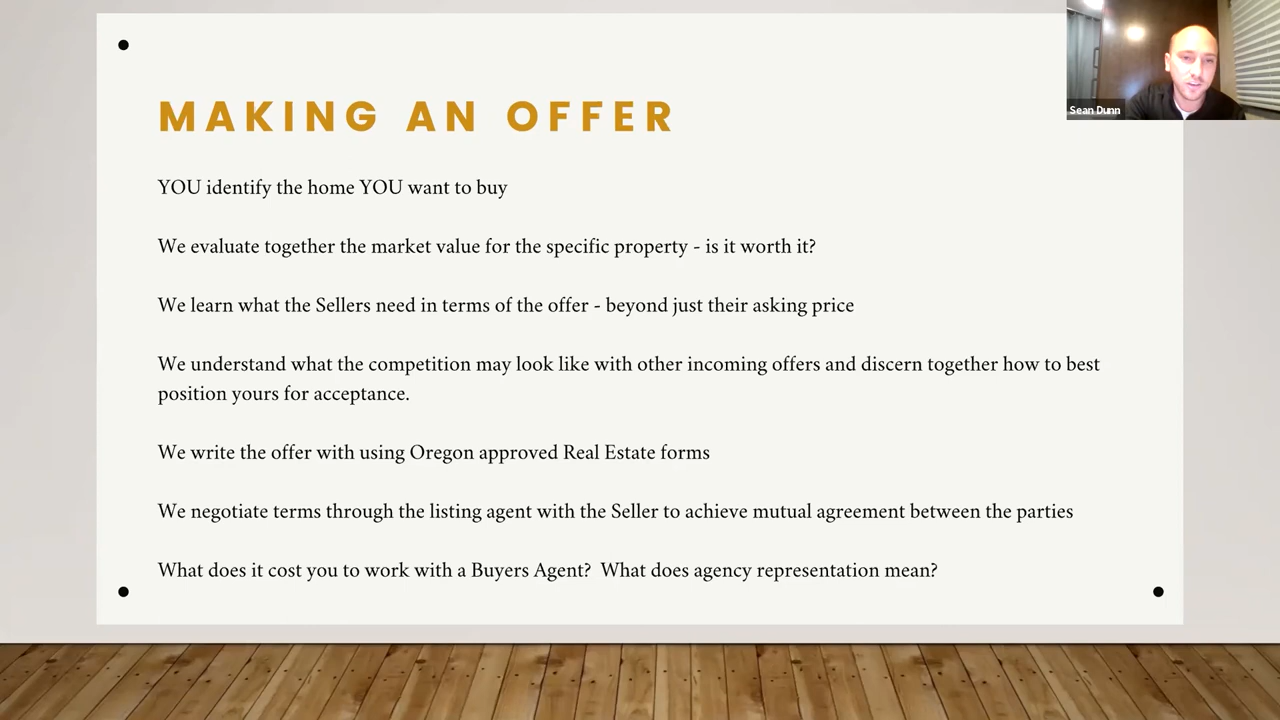 MAKING AN OFFER
Sean Dunn
YOU identify the home YOU want to buy
We evaluate together the market value for the specific property - is it worth it?
We learn what the Sellers need in terms of the offer - beyond just their asking price
We understand what the competition may look like with other incoming offers and discern together how to best
position yours for acceptance.
We write the offer with using Oregon approved Real Estate forms
We negotiate terms through the listing agent with the Seller to achieve mutual agreement between the parties
What does it cost you to work with a Buyers Agent?  What does agency representation mean?